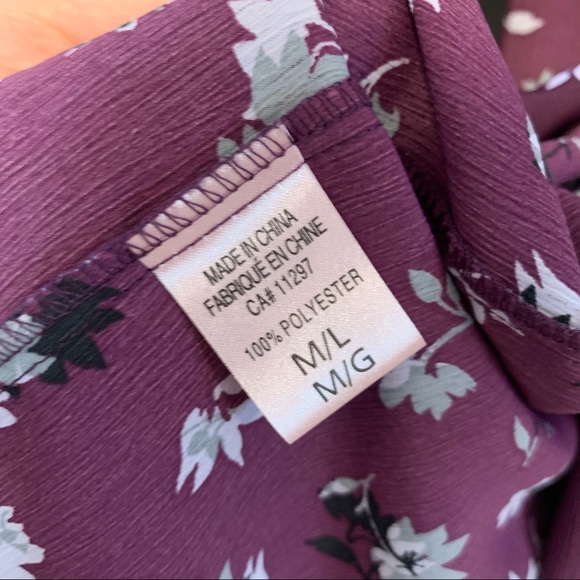 MADE IN CHINA
FABRIQUÉ EN CHINE
CA# 11297
100% POLYESTER
M/L
M/G